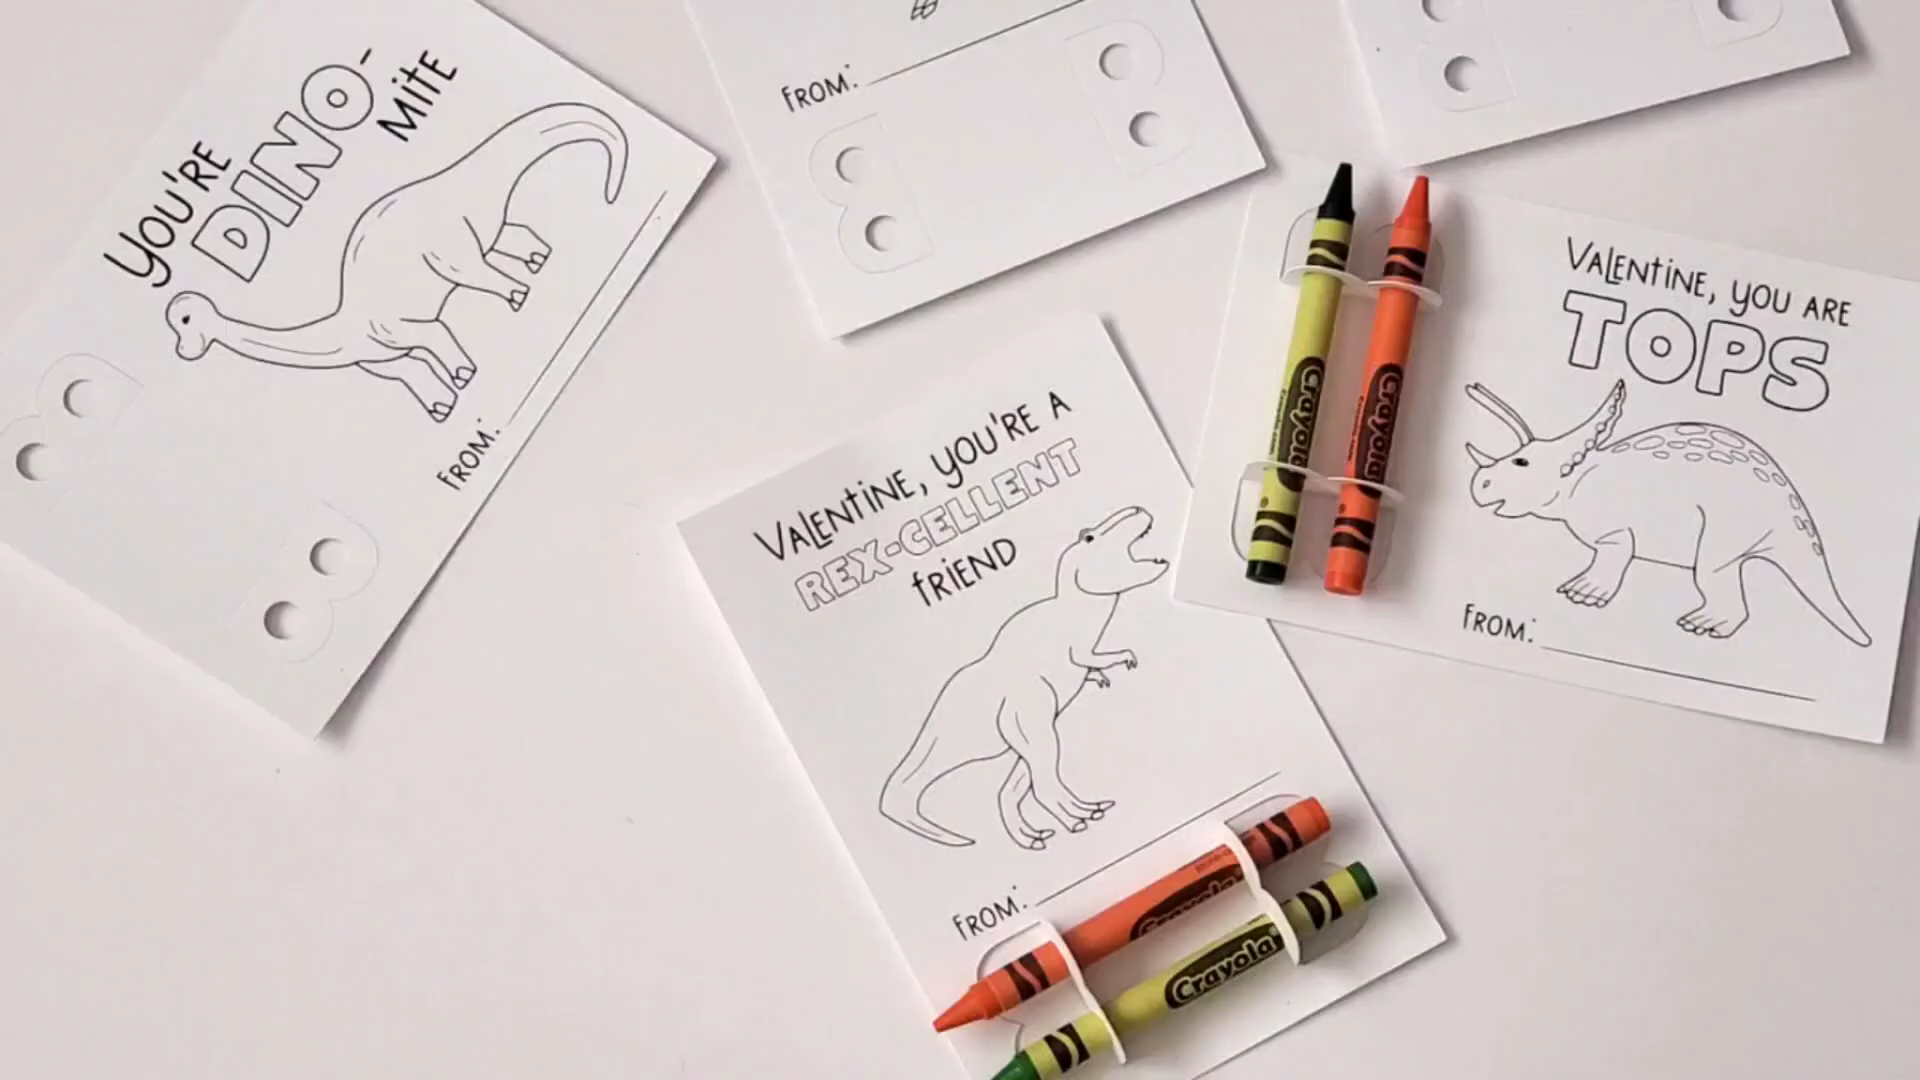 YOU'RE
DINO-
MITE
FROM:
FROM:
VALENTINE, YOU ARE
TOPS
FROM:
Crayola
Crayola
VALENTINE, YOU'RE A
REX-CELLENT
FRIEND
FROM:
Crayola
Crayola